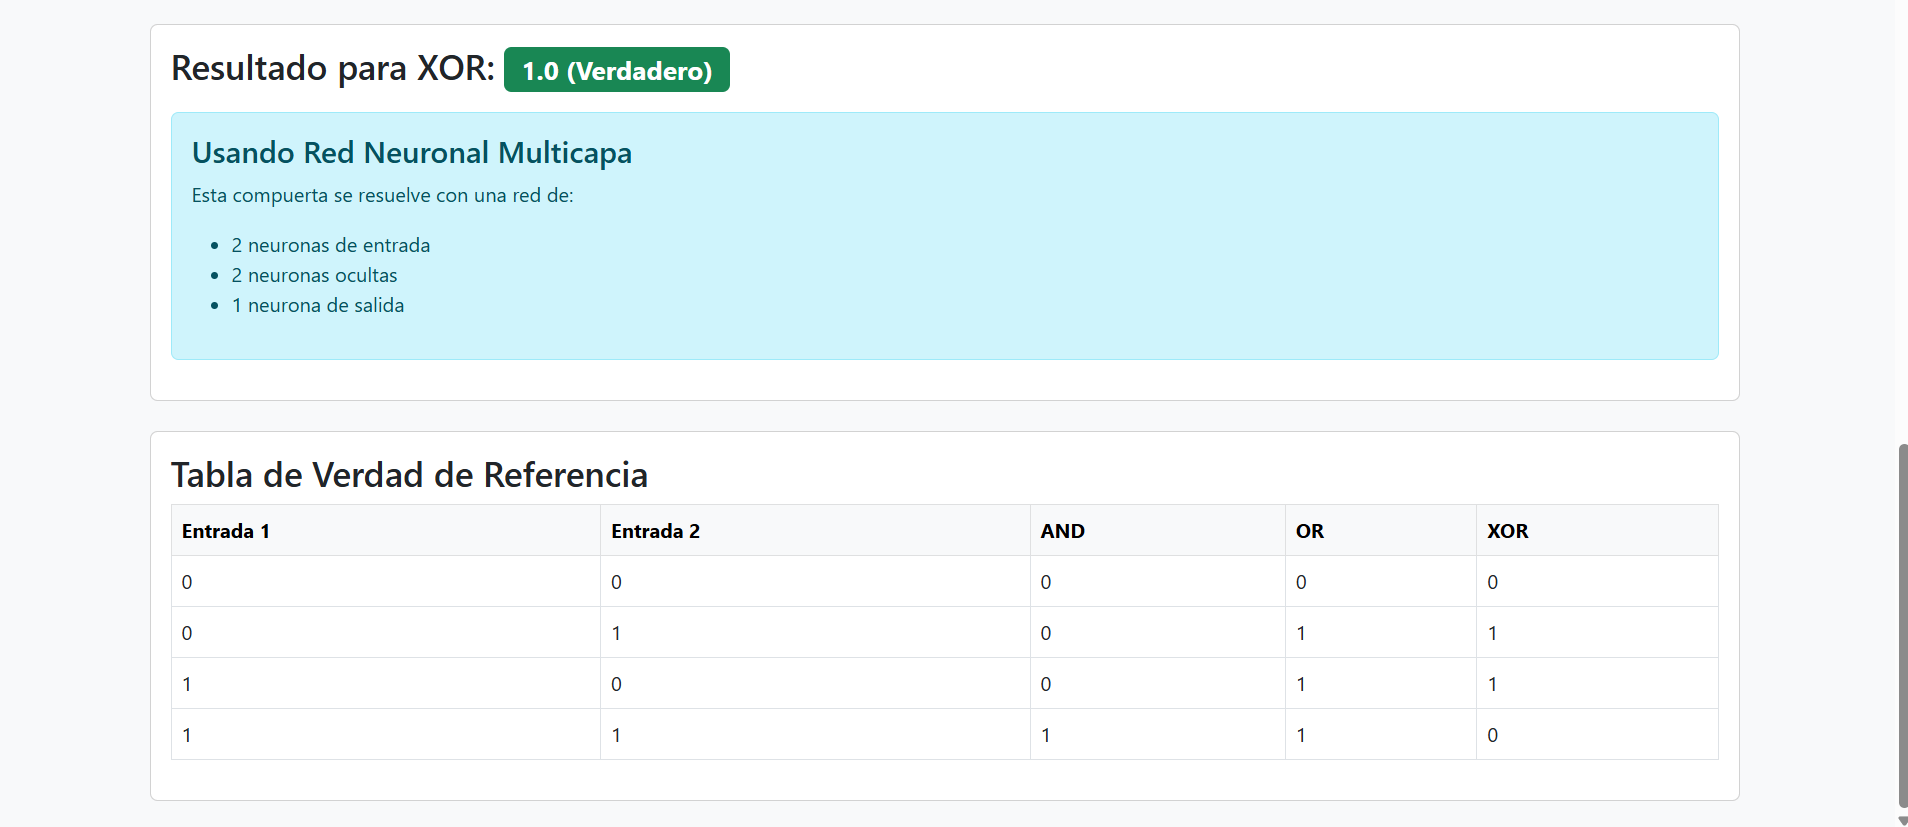 Resultado para XOR: 1.0 (Verdadero)
Usando Red Neuronal Multicapa
Esta compuerta se resuelve con una red de:
2 neuronas de entrada
2 neuronas ocultas
1 neurona de salida
Tabla de Verdad de Referencia
Entrada 1 Entrada 2 AND OR XOR
0 0 0 0 0
0 1 0 1 1
1 0 0 1 1
1 1 1 1 0